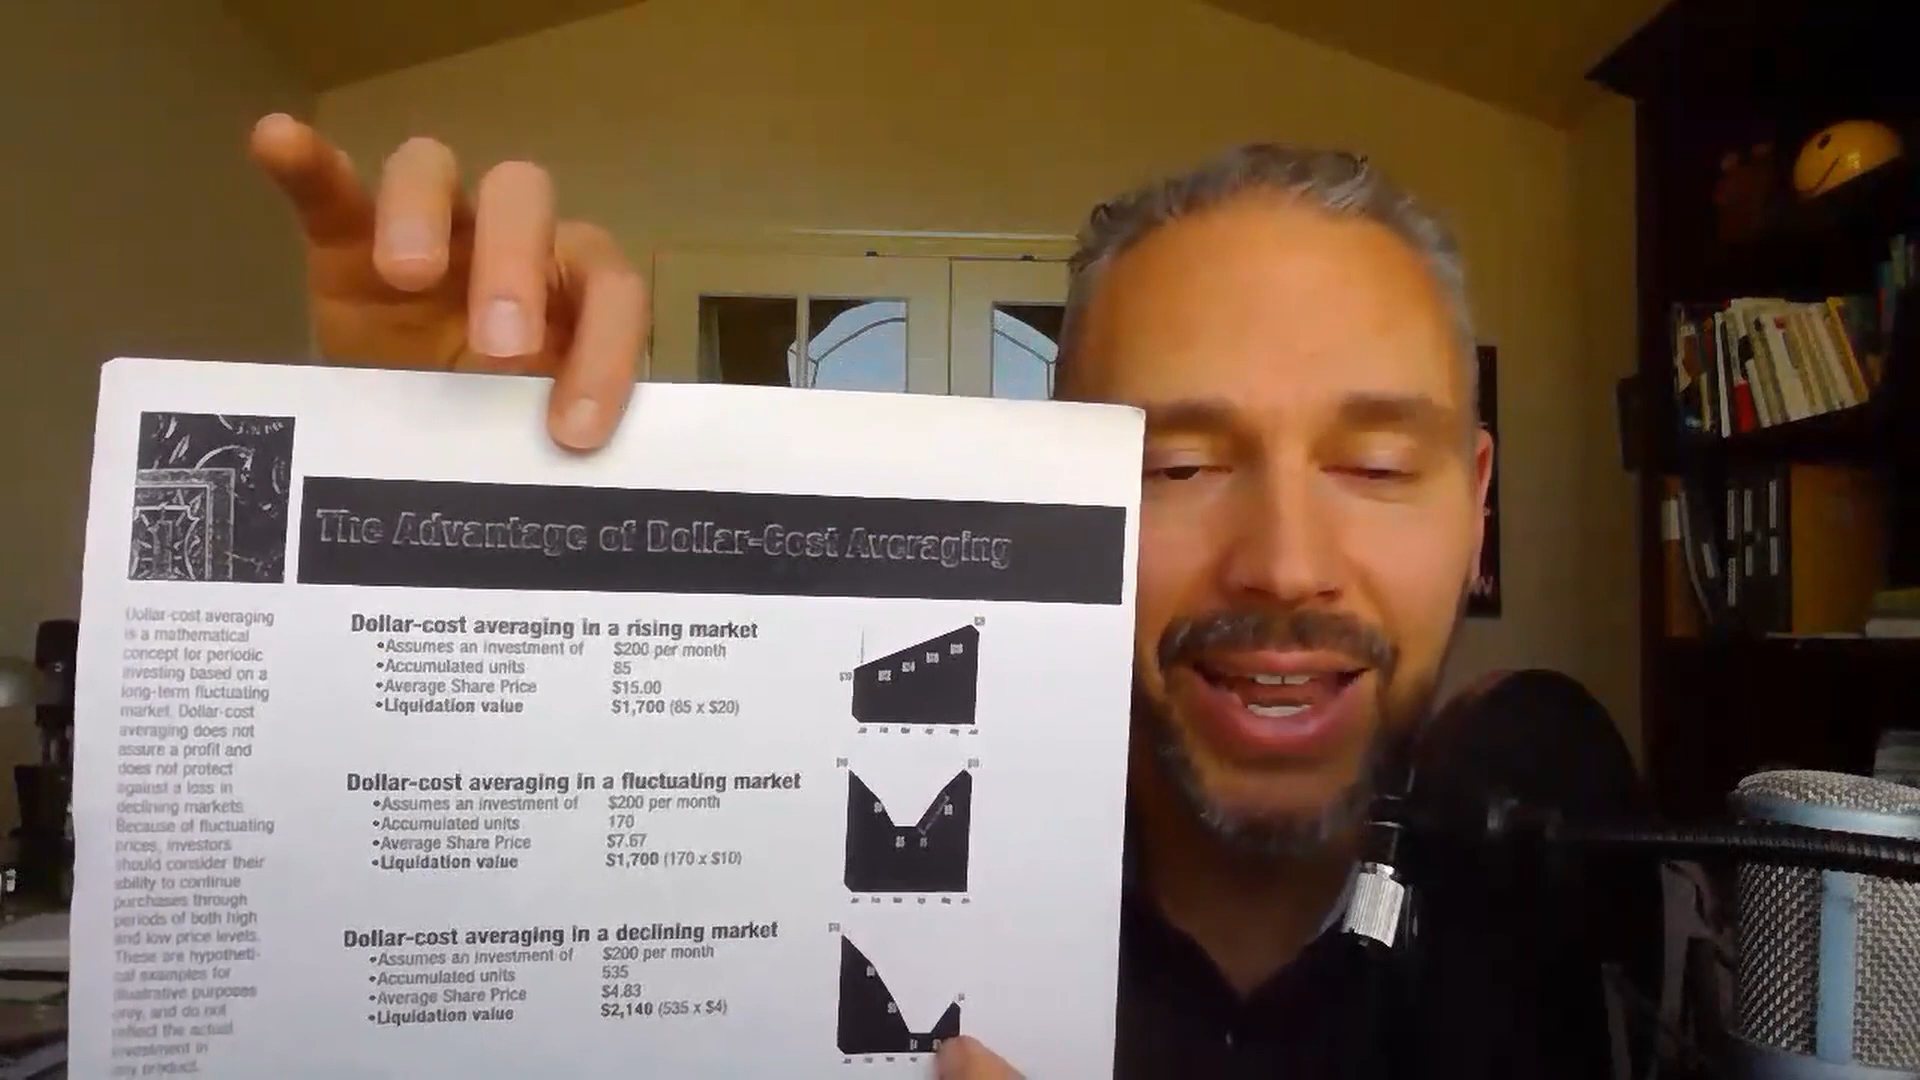 The Advantage of Dollar-Cost Averaging
Dollar-cost averaging
is a mathematical
concept for periodic
investing based on a
long-term fluctuating
market. Dollar-cost
averaging does not
assure a profit and
does not protect
against a loss in
declining markets.
Because of fluctuating
prices, investors
should consider their
ability to continue
purchases through
periods of both high
and low price levels.
These are hypotheti-
cal examples for
illustrative purposes
only, and do not
reflect the actual
investment in
any product.
Dollar-cost averaging in a rising market
•Assumes an investment of $200 per month
•Accumulated units 85
•Average Share Price $15.00
•Liquidation value $1,700 (85 x $20)
Dollar-cost averaging in a fluctuating market
•Assumes an investment of $200 per month
•Accumulated units 170
•Average Share Price $7.67
•Liquidation value $1,700 (170 x $10)
Dollar-cost averaging in a declining market
•Assumes an investment of $200 per month
•Accumulated units 535
•Average Share Price $4.83
•Liquidation value $2,140 (535 x $4)